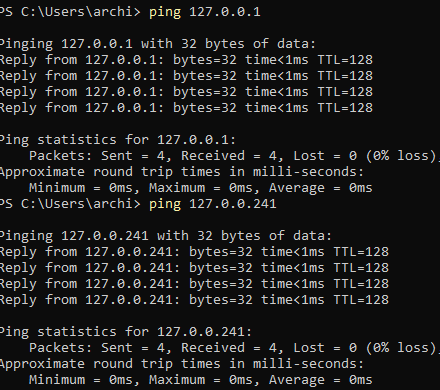 PS C:\Users\archi> ping 127.0.0.1
Pinging 127.0.0.1 with 32 bytes of data:
Reply from 127.0.0.1: bytes=32 time<1ms TTL=128
Reply from 127.0.0.1: bytes=32 time<1ms TTL=128
Reply from 127.0.0.1: bytes=32 time<1ms TTL=128
Reply from 127.0.0.1: bytes=32 time<1ms TTL=128
Ping statistics for 127.0.0.1:
Packets: Sent = 4, Received = 4, Lost = 0 (0% loss),
Approximate round trip times in milli-seconds:
Minimum = 0ms, Maximum = 0ms, Average = 0ms
PS C:\Users\archi> ping 127.0.0.241
Pinging 127.0.0.241 with 32 bytes of data:
Reply from 127.0.0.241: bytes=32 time<1ms TTL=128
Reply from 127.0.0.241: bytes=32 time<1ms TTL=128
Reply from 127.0.0.241: bytes=32 time<1ms TTL=128
Reply from 127.0.0.241: bytes=32 time<1ms TTL=128
Ping statistics for 127.0.0.241:
Packets: Sent = 4, Received = 4, Lost = 0 (0% loss),
Approximate round trip times in milli-seconds:
Minimum = 0ms, Maximum = 0ms, Average = 0ms